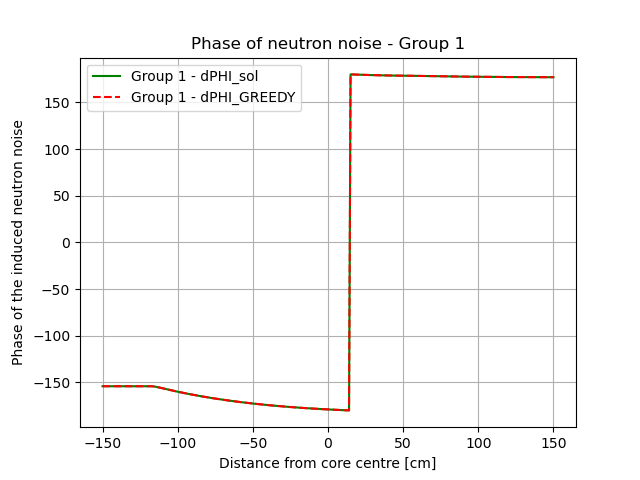 Phase of neutron noise - Group 1
Group 1 - dPHI_sol
Group 1 - dPHI_GREEDY
Phase of the induced neutron noise
150
100
50
0
−50
−100
−150
−150
−100
−50
0
50
100
150
Distance from core centre [cm]